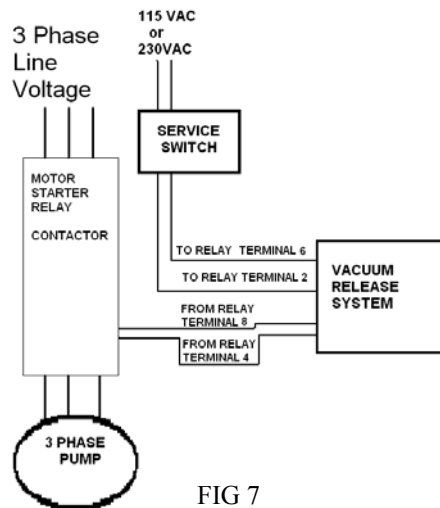 3 Phase
Line
Voltage
115 VAC
or
230VAC
SERVICE
SWITCH
MOTOR
STARTER
RELAY
CONTACTOR
TO RELAY TERMINAL 6
TO RELAY TERMINAL 2
FROM RELAY
TERMINAL 8
FROM RELAY
TERMINAL 4
VACUUM
RELEASE
SYSTEM
3 PHASE
PUMP
FIG 7